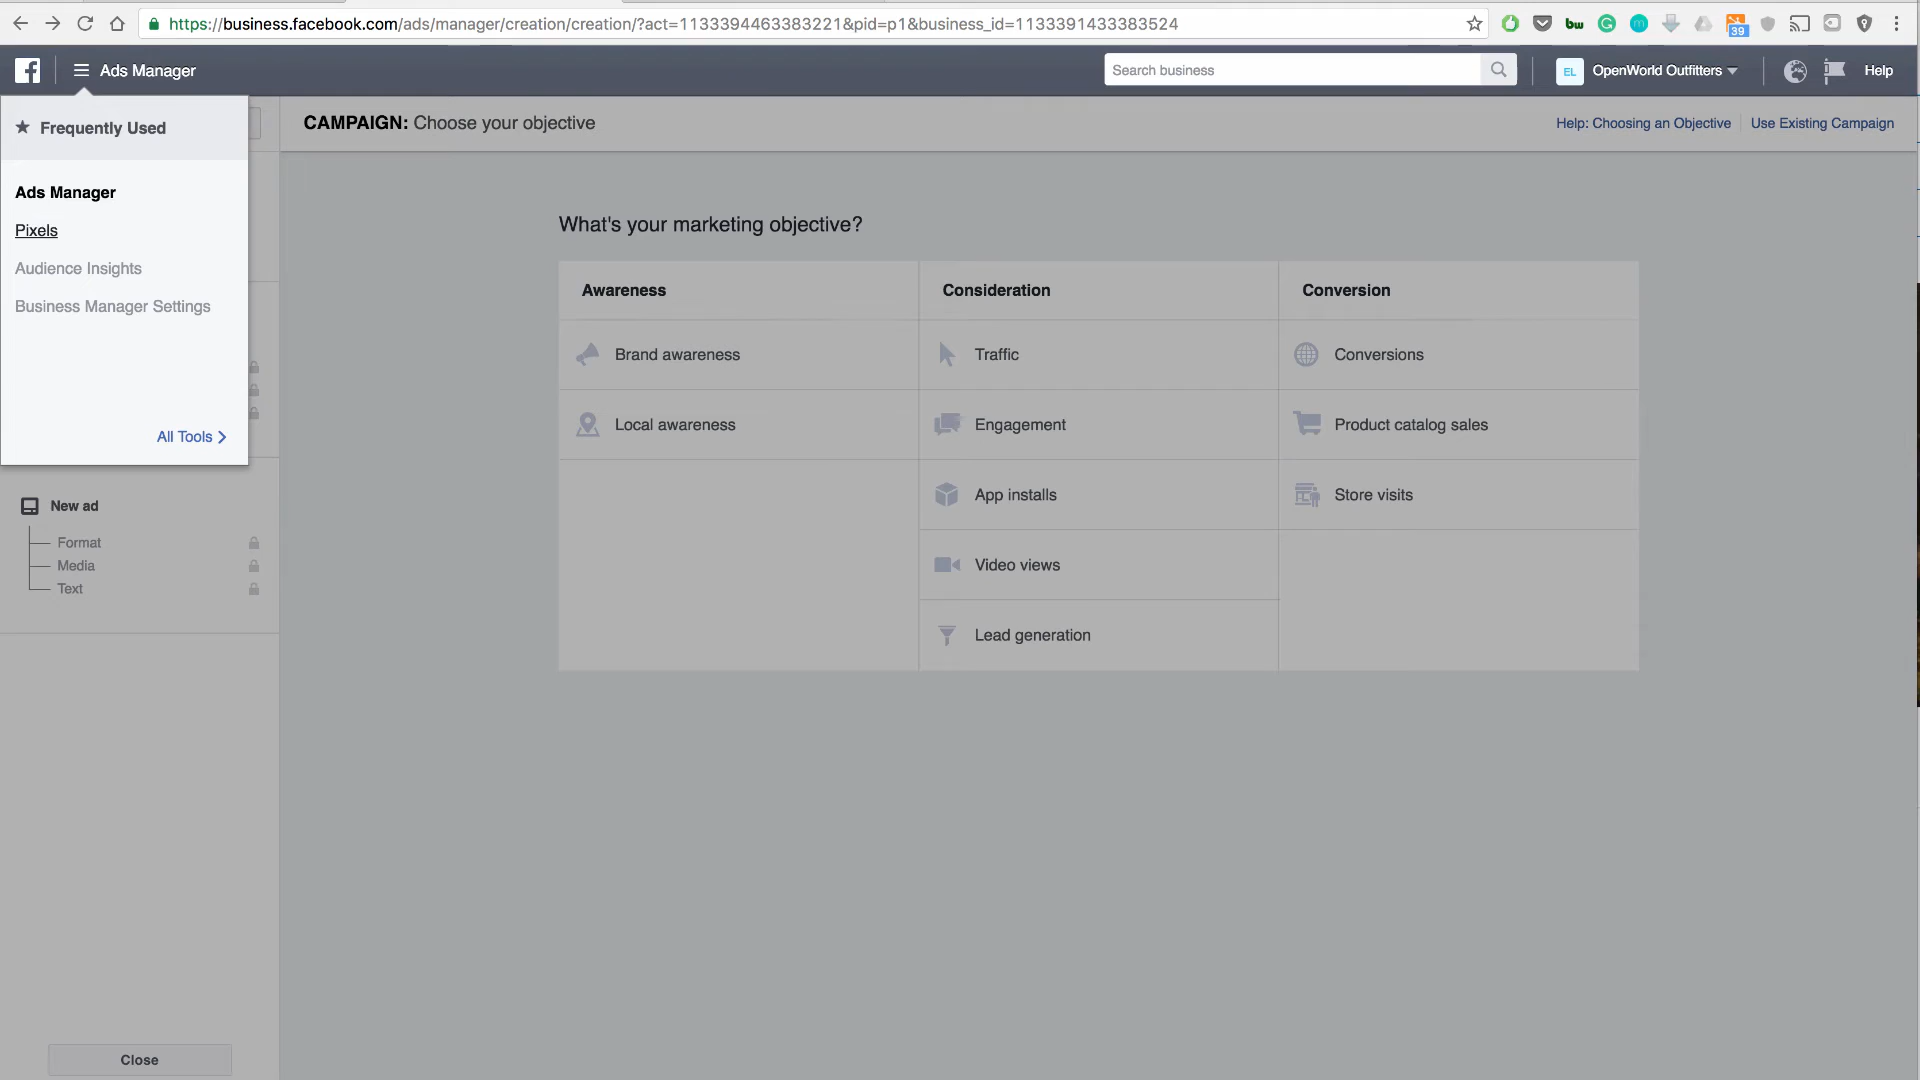 https://business.facebook.com/ads/manager/creation/creation/?act=1133394463383221&pid=p1&business_id=1133391433383524
bw
m
39
Ads Manager
Search business
EL
OpenWorld Outfitters
Help
Frequently Used
CAMPAIGN: Choose your objective
Help: Choosing an Objective
Use Existing Campaign
Ads Manager
Pixels
Audience Insights
Business Manager Settings
All Tools
What's your marketing objective?
Awareness
Consideration
Conversion
Brand awareness
Traffic
Conversions
Local awareness
Engagement
Product catalog sales
App installs
Store visits
Video views
Lead generation
New ad
Format
Media
Text
Close